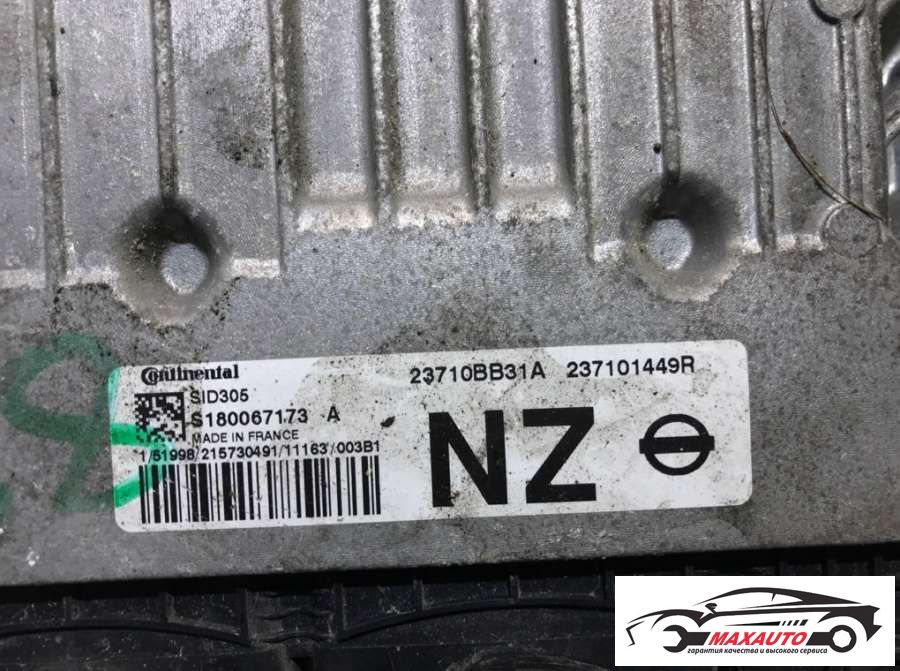 Continental
23710BB31A 237101449R
SID305
S180067173 A
MADE IN FRANCE
1/51998/215730491/11163/003B1
NZ
MAXAUTO
гарантия качества и высокого сервиса